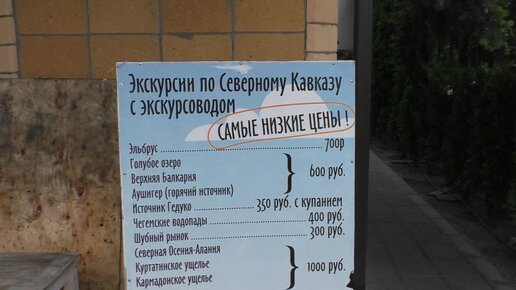 Экскурсии по Северному Кавказу
с экскурсоводом
САМЫЕ НИЗКИЕ ЦЕНЫ !
Эльбрус 700р
Голубое озеро
Верхняя Балкария 600 руб.
Аушигер (горячий источник)
Источник Гедуко 350 руб. с купанием
Чегемские водопады 400 руб.
Шубный рынок 300 руб.
Северная Осения-Алания
Куртатинское ущелье 1000 руб.
Кармадонское ущелье